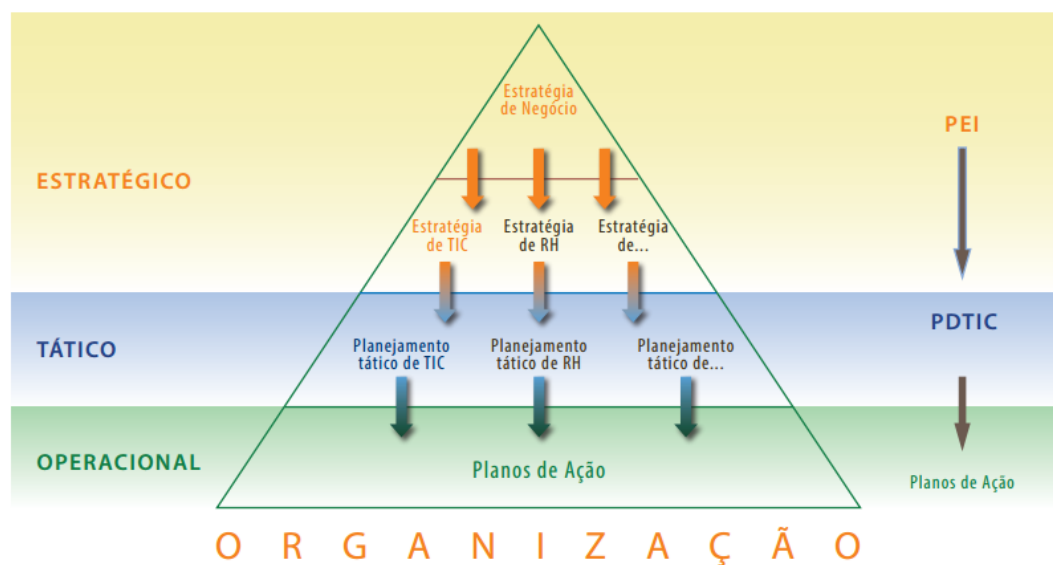 Estratégia
de Negócio
PEI
ESTRATÉGICO
Estratégia
de TIC
Estratégia
de RH
Estratégia
de...
PDTIC
TÁTICO
Planejamento
tático de TIC
Planejamento
tático de RH
Planejamento
tático de...
OPERACIONAL
Planos de Ação
Planos de Ação
ORGANIZAÇÃO